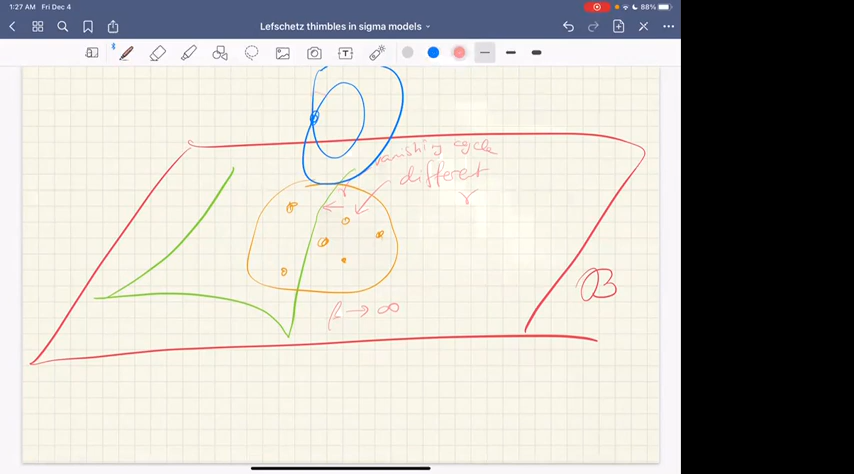 1:27 AM Fri Dec 4
88%
Lefschetz thimbles in sigma models
T
vanishing cycle
different
γ
γ
B
β → ∞